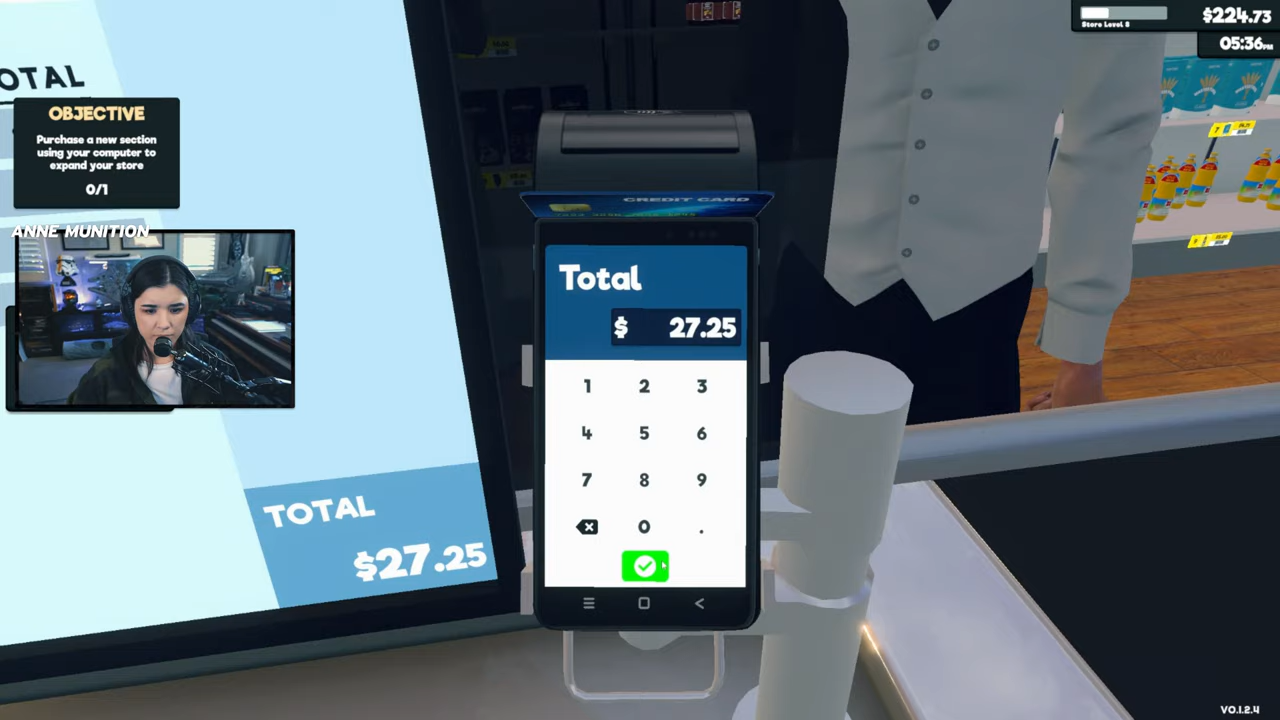 OTAL
OBJECTIVE
Purchase a new section
using your computer to
expand your store
0/1
ANNE MUNITION
TOTAL
$27.25
CREDIT CARD
Total
$ 27.25
1 2 3
4 5 6
7 8 9
0 .
$224.73
Store Level 8
05:36PM
V0.1.2.4